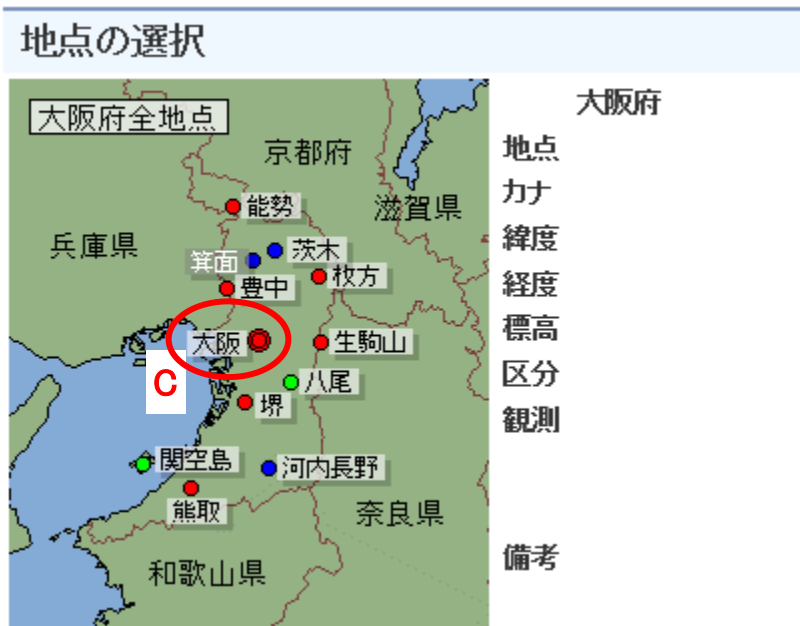 地点の選択
大阪府全地点
京都府
能勢
滋賀県
兵庫県
箕面
茨木
枚方
豊中
大阪
生駒山
C
八尾
堺
関空島
河内長野
熊取
奈良県
和歌山県
大阪府
地点
カナ
緯度
経度
標高
区分
観測
備考